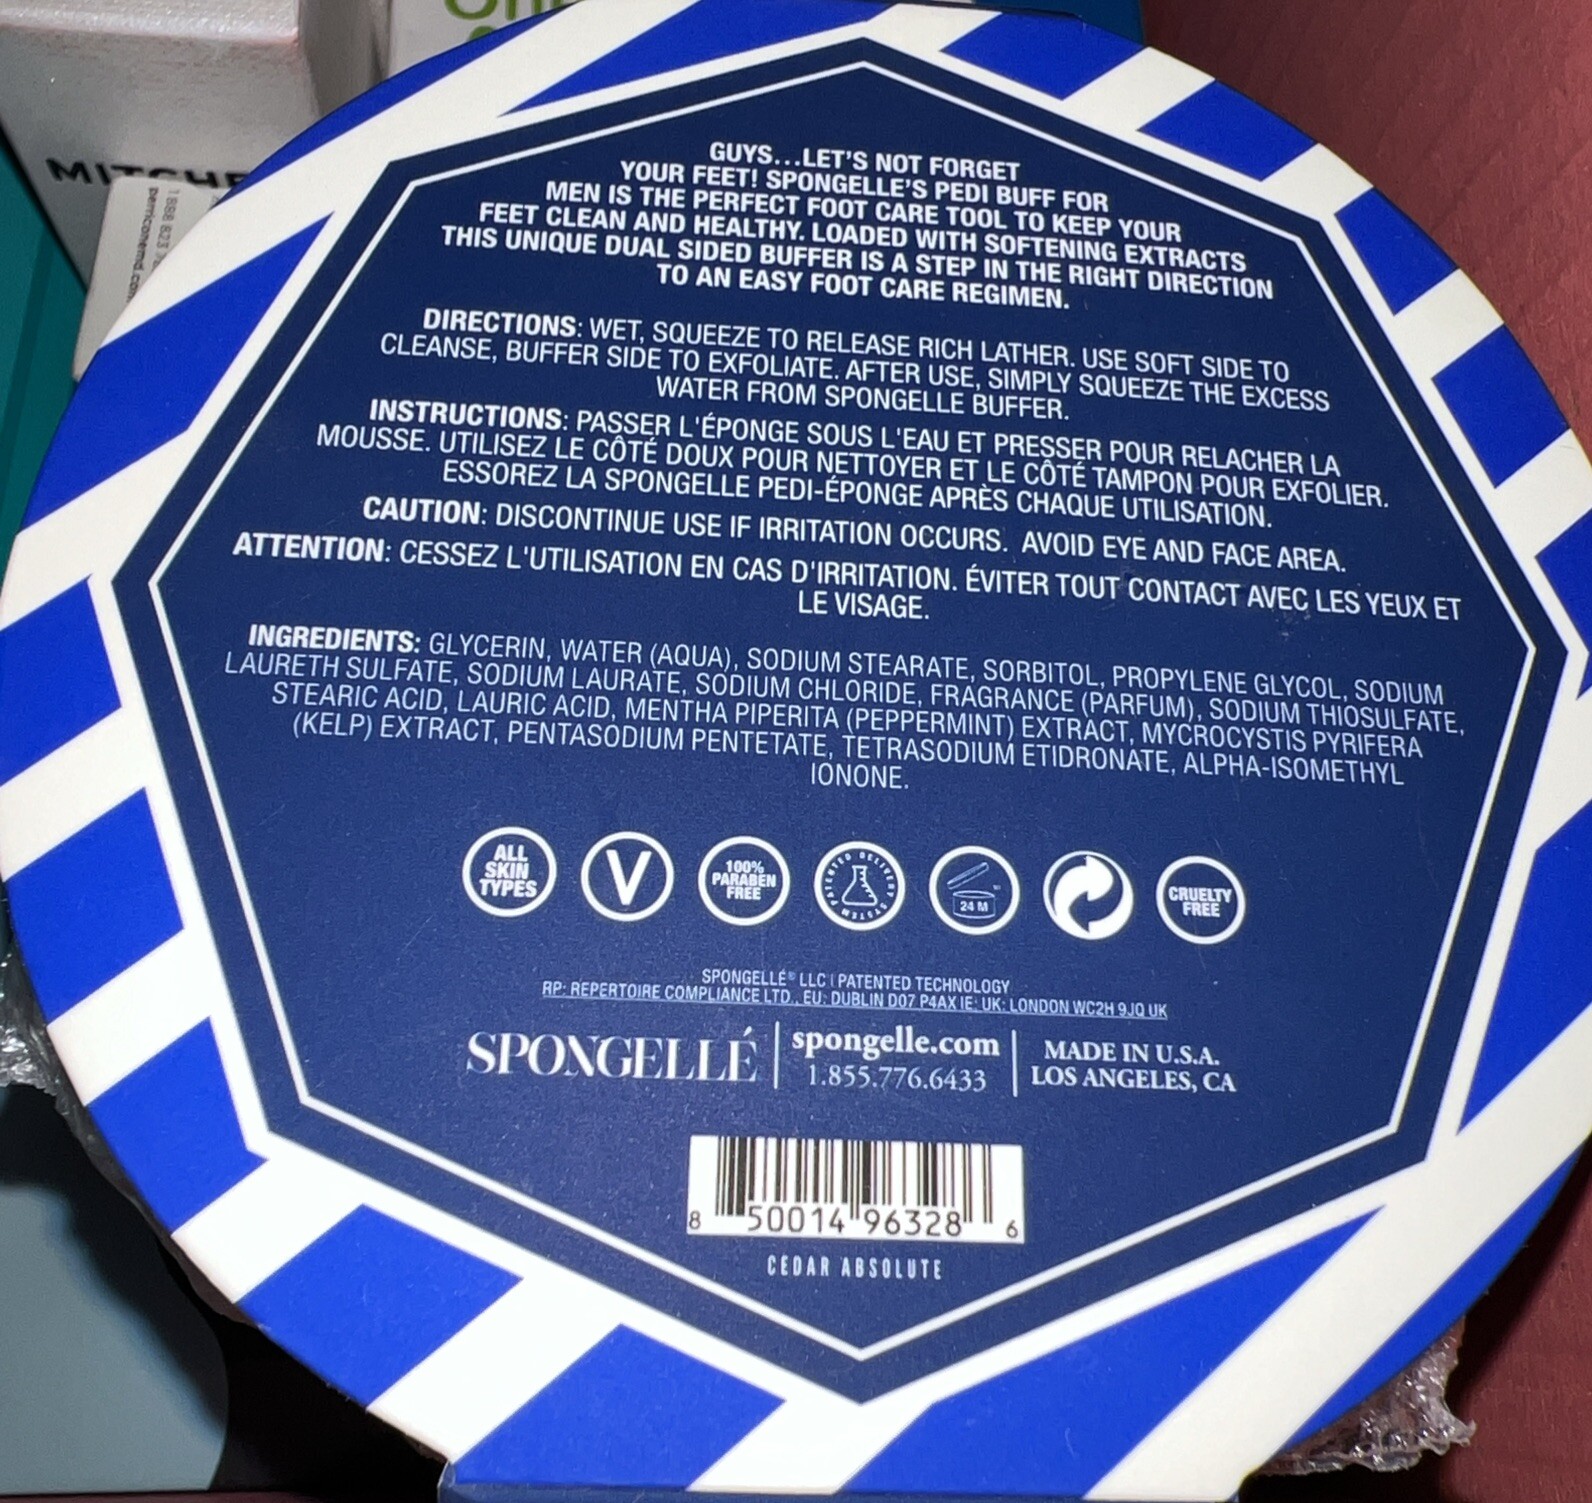 MITCHE
1 888 823 7
perriconemd.com
GUYS...LET'S NOT FORGET
YOUR FEET! SPONGELLE'S PEDI BUFF FOR
MEN IS THE PERFECT FOOT CARE TOOL TO KEEP YOUR
FEET CLEAN AND HEALTHY. LOADED WITH SOFTENING EXTRACTS
THIS UNIQUE DUAL SIDED BUFFER IS A STEP IN THE RIGHT DIRECTION
TO AN EASY FOOT CARE REGIMEN.
DIRECTIONS: WET, SQUEEZE TO RELEASE RICH LATHER. USE SOFT SIDE TO
CLEANSE, BUFFER SIDE TO EXFOLIATE. AFTER USE, SIMPLY SQUEEZE THE EXCESS
WATER FROM SPONGELLE BUFFER.
INSTRUCTIONS: PASSER L'ÉPONGE SOUS L'EAU ET PRESSER POUR RELACHER LA
MOUSSE. UTILISEZ LE CÔTÉ DOUX POUR NETTOYER ET LE CÔTÉ TAMPON POUR EXFOLIER.
ESSOREZ LA SPONGELLE PEDI-ÉPONGE APRÈS CHAQUE UTILISATION.
CAUTION: DISCONTINUE USE IF IRRITATION OCCURS. AVOID EYE AND FACE AREA.
ATTENTION: CESSEZ L'UTILISATION EN CAS D'IRRITATION. ÉVITER TOUT CONTACT AVEC LES YEUX ET
LE VISAGE.
INGREDIENTS: GLYCERIN, WATER (AQUA), SODIUM STEARATE, SORBITOL, PROPYLENE GLYCOL, SODIUM
LAURETH SULFATE, SODIUM LAURATE, SODIUM CHLORIDE, FRAGRANCE (PARFUM), SODIUM THIOSULFATE,
STEARIC ACID, LAURIC ACID, MENTHA PIPERITA (PEPPERMINT) EXTRACT, MYCROCYSTIS PYRIFERA
(KELP) EXTRACT, PENTASODIUM PENTETATE, TETRASODIUM ETIDRONATE, ALPHA-ISOMETHYL
IONONE.
ALL
SKIN
TYPES
V
100%
PARABEN
FREE
PATENTED DELIVERY SYSTEM
24 M
CRUELTY
FREE
SPONGELLÉ® LLC | PATENTED TECHNOLOGY
RP: REPERTOIRE COMPLIANCE LTD., EU: DUBLIN D07 P4AX IE: UK: LONDON WC2H 9JQ UK
SPONGELLÉ
spongelle.com
1.855.776.6433
MADE IN U.S.A.
LOS ANGELES, CA
8 50014 96328 6
CEDAR ABSOLUTE